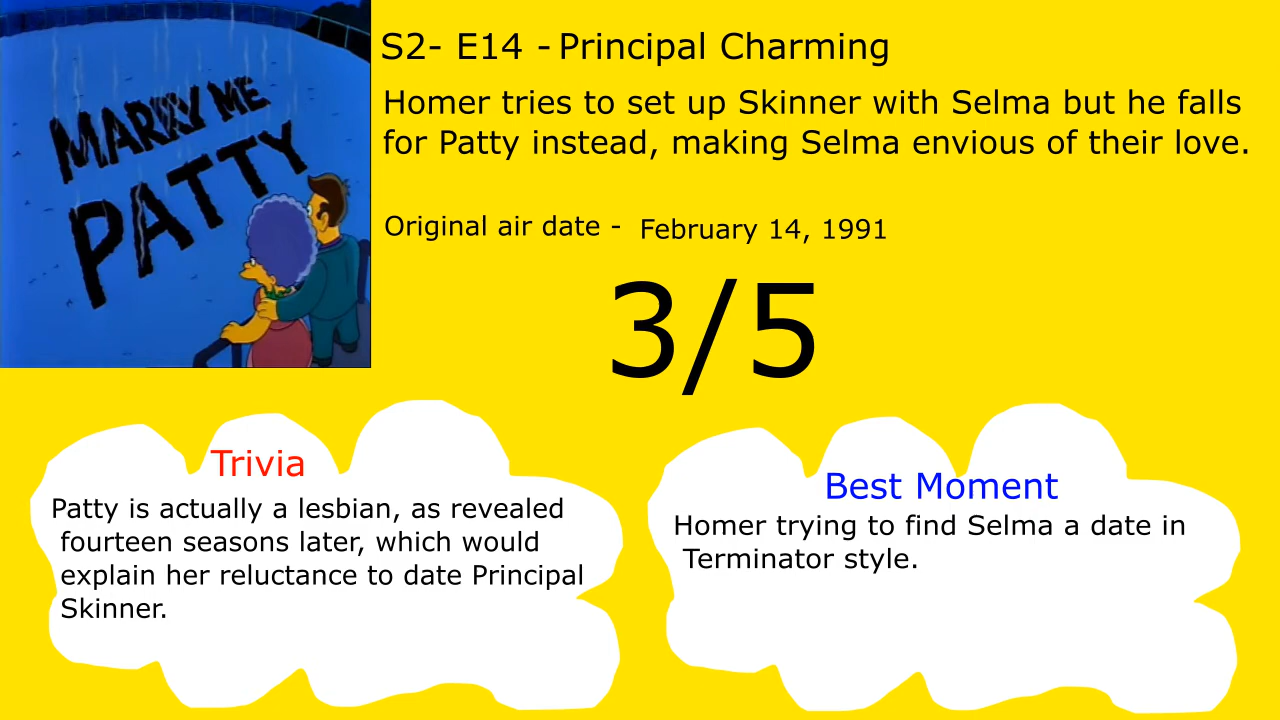 MARRY ME
PATTY
S2- E14 - Principal Charming
Homer tries to set up Skinner with Selma but he falls
for Patty instead, making Selma envious of their love.
Original air date - February 14, 1991
3/5
Trivia
Patty is actually a lesbian, as revealed
fourteen seasons later, which would
explain her reluctance to date Principal
Skinner.
Best Moment
Homer trying to find Selma a date in
Terminator style.